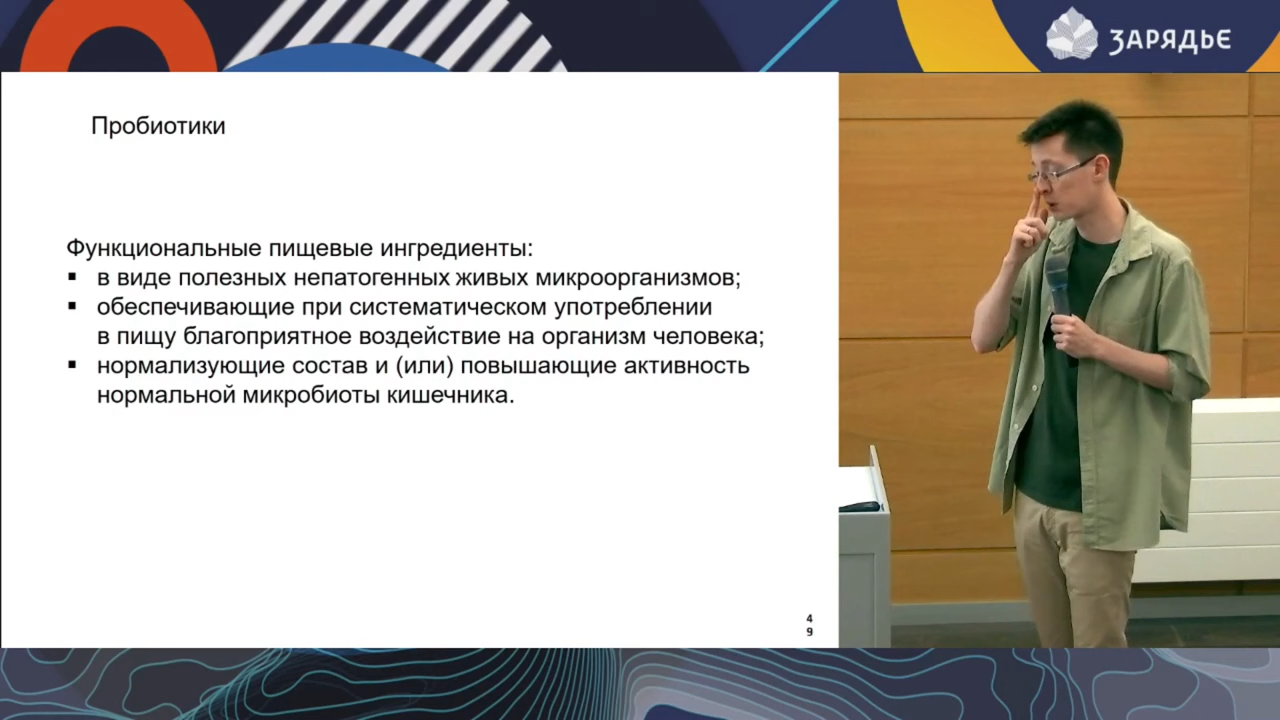 ЗАРЯДЬЕ
Пробиотики
Функциональные пищевые ингредиенты:
▪ в виде полезных непатогенных живых микроорганизмов;
▪ обеспечивающие при систематическом употреблении
в пищу благоприятное воздействие на организм человека;
▪ нормализующие состав и (или) повышающие активность
нормальной микробиоты кишечника.
4
9